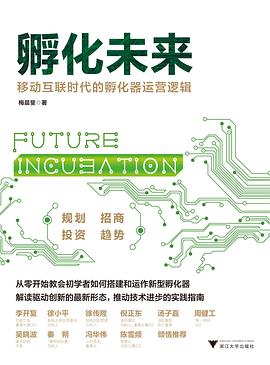 孵化未来
移动互联时代的孵化器运营逻辑
梅晨斐 著
FUTURE
INCUBATION
规划 招商
投资 趋势
从零开始教会初学者如何搭建和运作新型孵化器
解读驱动创新的最新形态，推动技术进步的实践指南
李开复 徐小平 徐传陞 倪正东 汤子嘉 周健工
吴晓波 秦朔 冯华伟 陈雪频 倾情推荐
浙江大学出版社